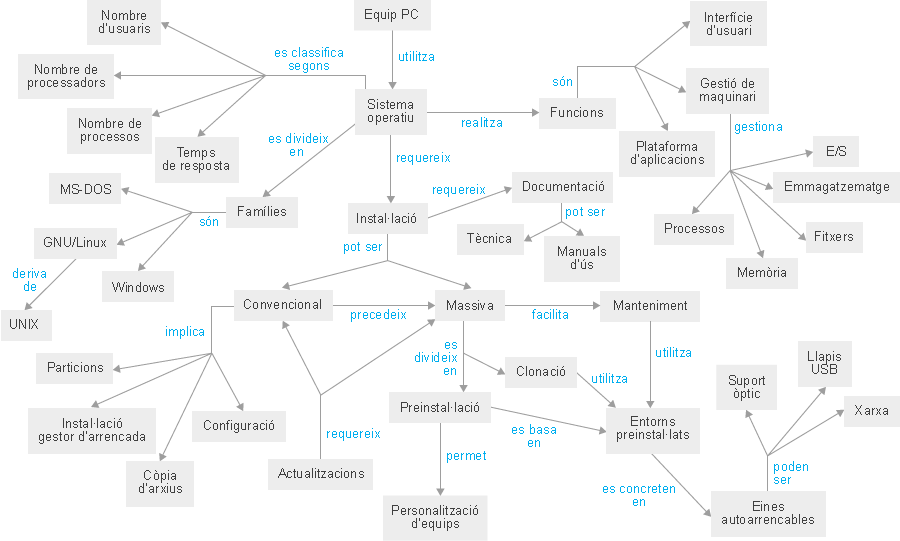 Nombre
d'usuaris
Equip PC
Interfície
d'usuari
es classifica
segons
utilitza
Nombre de
processadors
són
Gestió de
maquinari
Sistema
operatiu
realitza
Funcions
Nombre de
processos
gestiona
es divideix
en
Temps
de resposta
requereix
Plataforma
d'aplicacions
E/S
MS-DOS
requereix
Documentació
Emmagatzematge
Famílies
són
Instal·lació
pot ser
Processos
Fitxers
GNU/Linux
Tècnica
pot ser
Manuals
d'ús
Memòria
deriva
de
Windows
UNIX
Convencional
precedeix
Massiva
facilita
Manteniment
implica
es
divideix
en
utilitza
Particions
Clonació
utilitza
Suport
òptic
Llapis
USB
Instal·lació
gestor d'arrencada
Configuració
Preinstal·lació
Xarxa
requereix
es basa
en
Entorns
preinstal·lats
permet
Còpia
d'arxius
Actualitzacions
poden
ser
es concreten
en
Personalització
d'equips
Eines
autoarrencables